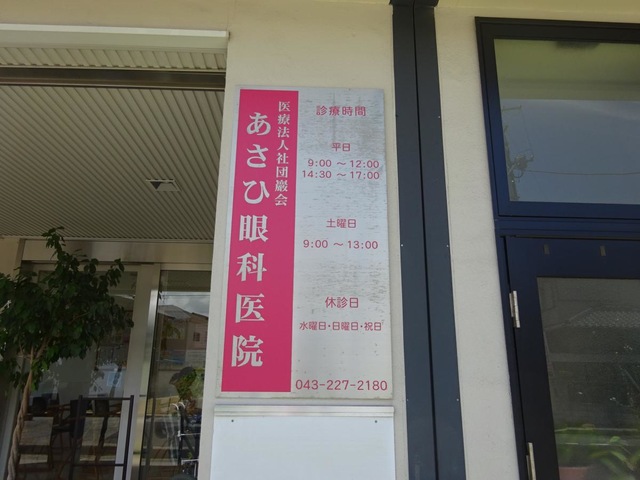 医療法人社団巌会
あさひ眼科医院
診療時間
平日
9:00 ～ 12:00
14:30 ～ 17:00
土曜日
9:00 ～ 13:00
休診日
水曜日・日曜日・祝日
043-227-2180